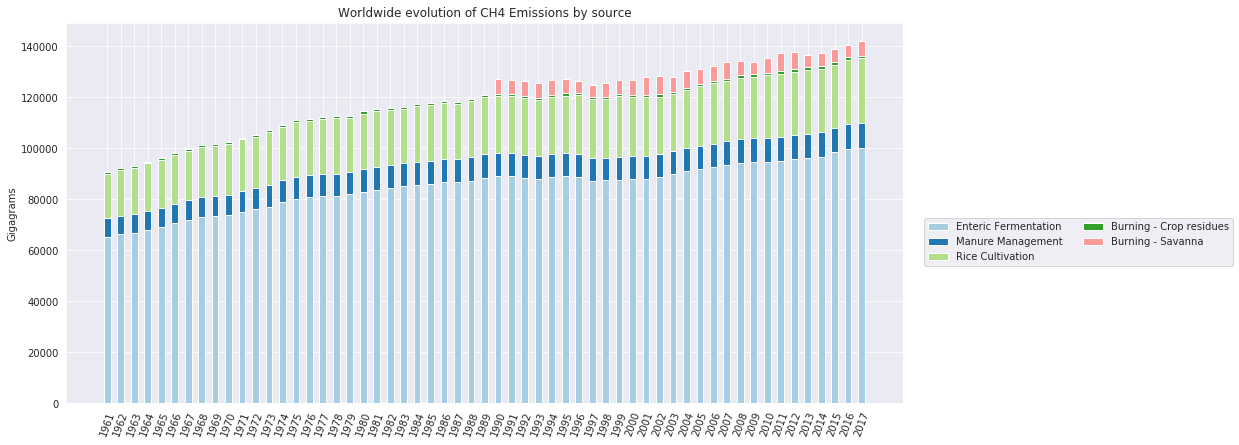 Worldwide evolution of CH4 Emissions by source
Gigagrams
140000
120000
100000
80000
60000
40000
20000
0
1961 1962 1963 1964 1965 1966 1967 1968 1969 1970 1971 1972 1973 1974 1975 1976 1977 1978 1979 1980 1981 1982 1983 1984 1985 1986 1987 1988 1989 1990 1991 1992 1993 1994 1995 1996 1997 1998 1999 2000 2001 2002 2003 2004 2005 2006 2007 2008 2009 2010 2011 2012 2013 2014 2015 2016 2017
Enteric Fermentation
Manure Management
Rice Cultivation
Burning - Crop residues
Burning - Savanna